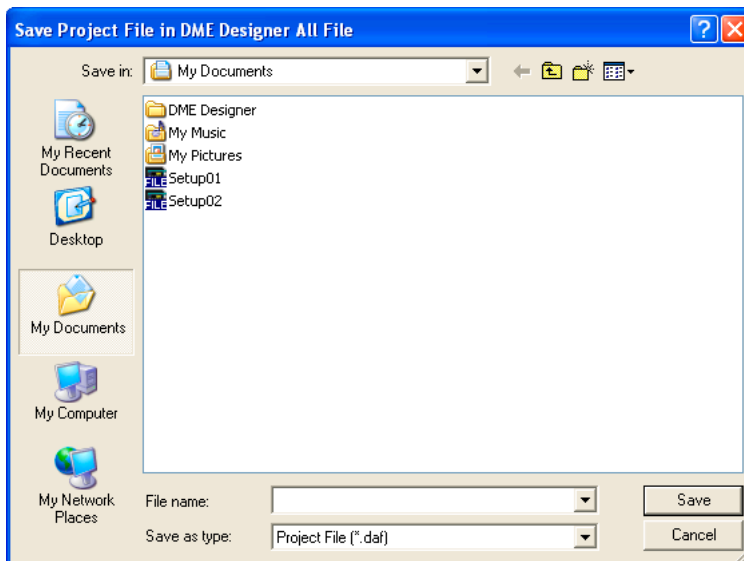 Save Project File in DME Designer All File
Save in:
My Documents
DME Designer
My Music
My Pictures
Setup01
Setup02
My Recent
Documents
Desktop
My Documents
My Computer
My Network
Places
File name:
Save
Save as type:
Project File (*.daf)
Cancel